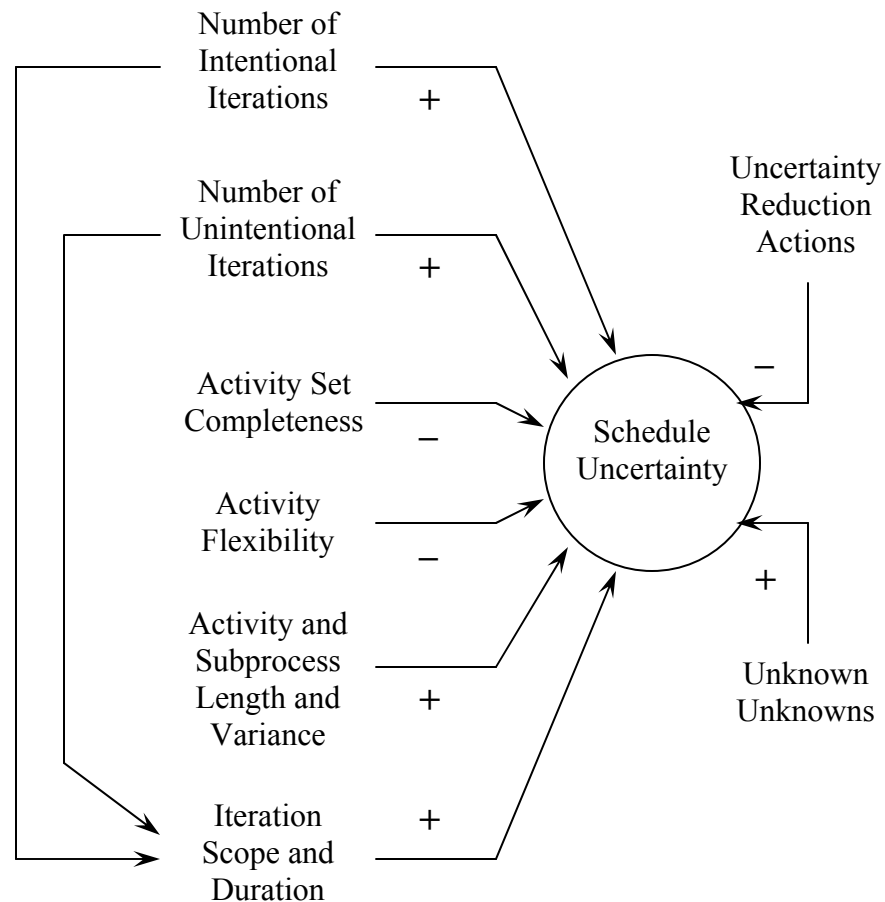 Number of
Intentional
Iterations
+
Number of
Unintentional
Iterations
+
Activity Set
Completeness
–
Activity
Flexibility
–
Activity and
Subprocess
Length and
Variance
+
Iteration
Scope and
Duration
+
Schedule
Uncertainty
Uncertainty
Reduction
Actions
–
+
Unknown
Unknowns